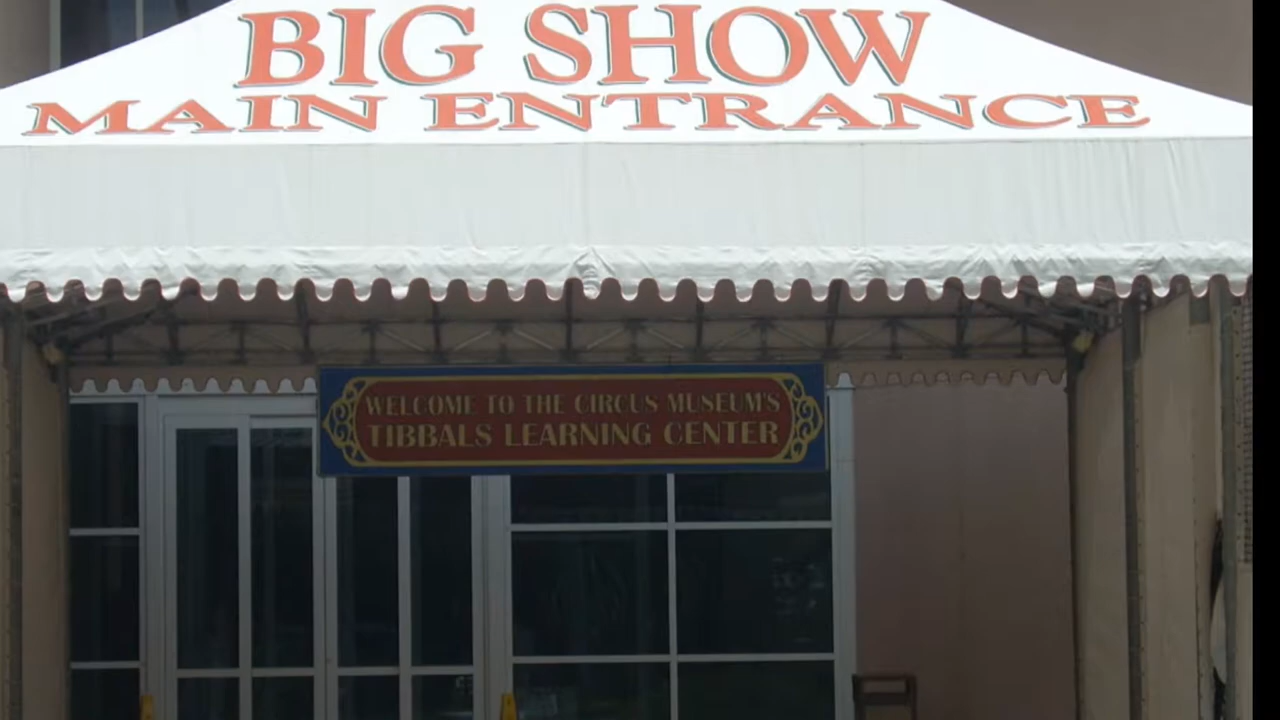 BIG SHOW
MAIN ENTRANCE
WELCOME TO THE CIRCUS MUSEUM'S
TIBBALS LEARNING CENTER